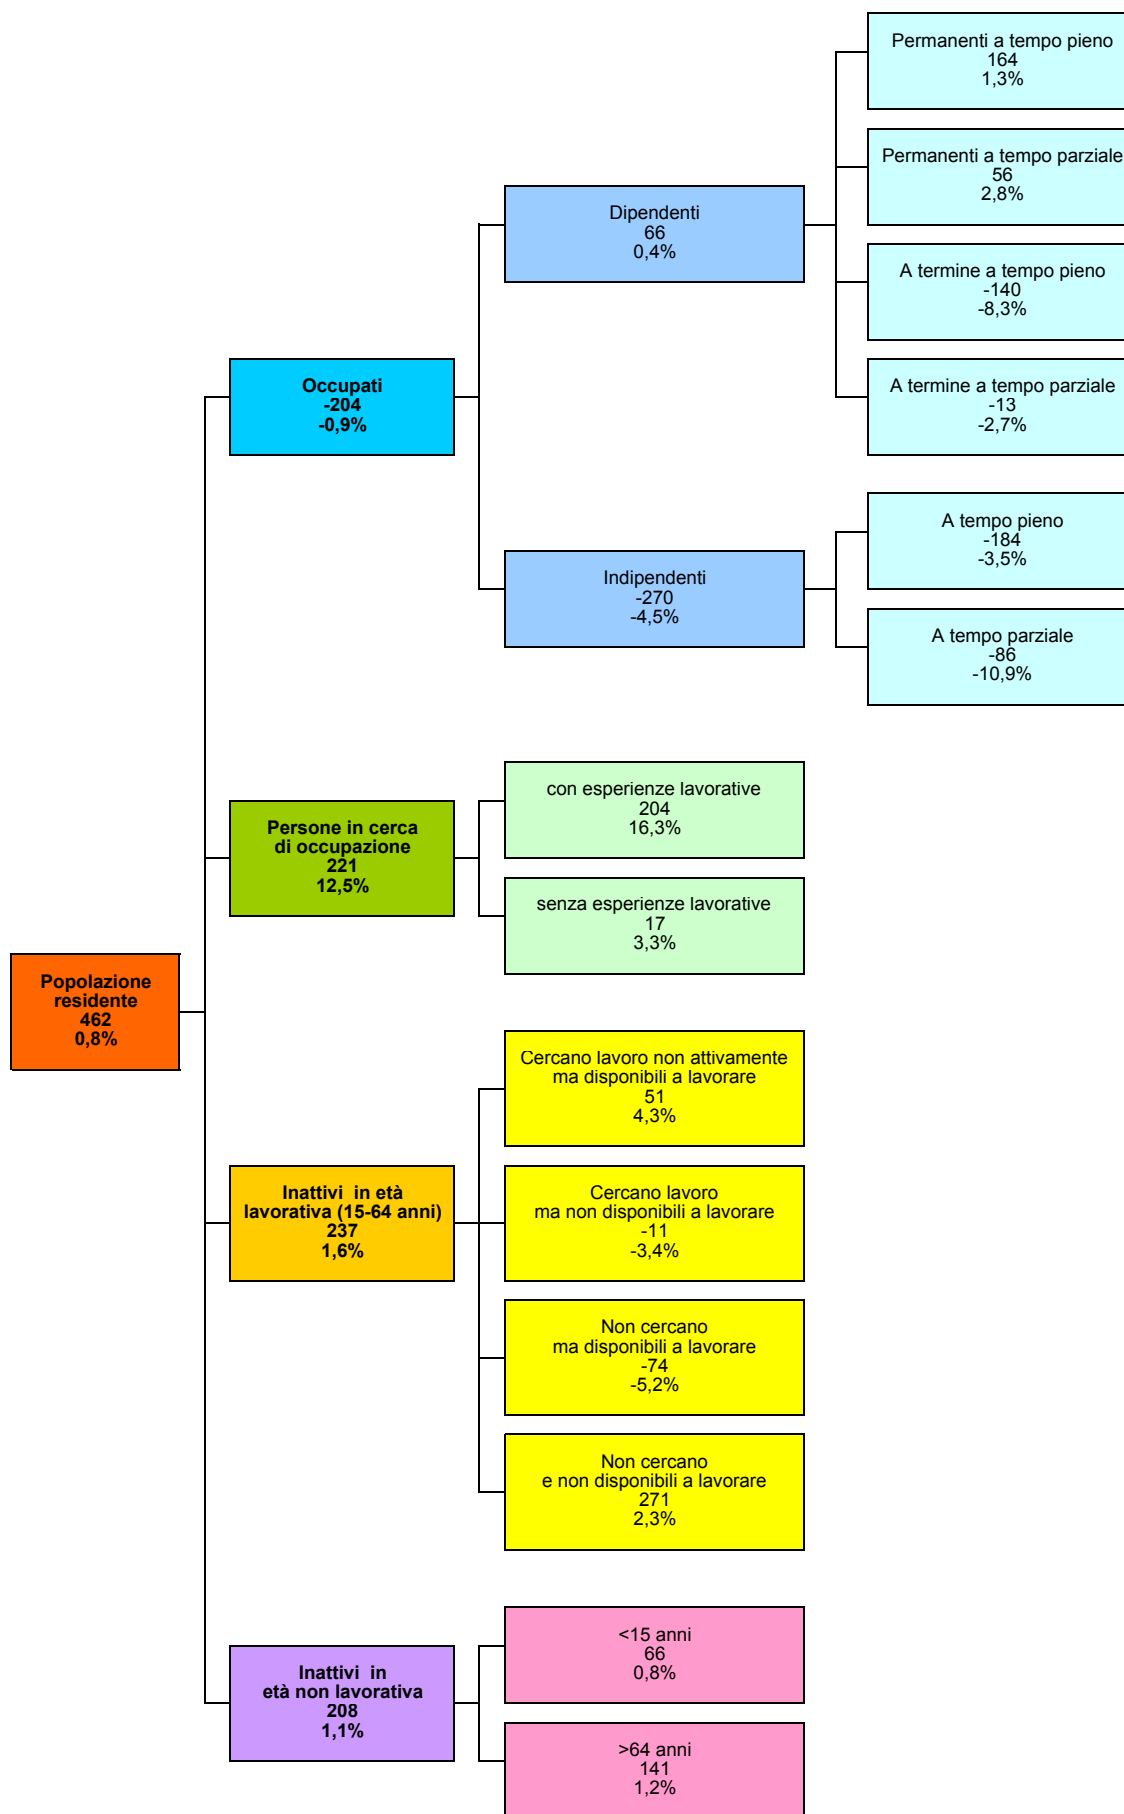 Permanenti a tempo pieno
164
1,3%
Permanenti a tempo parziale
56
2,8%
Dipendenti
66
0,4%
A termine a tempo pieno
-140
-8,3%
A termine a tempo parziale
-13
-2,7%
Occupati
-204
-0,9%
A tempo pieno
-184
-3,5%
Indipendenti
-270
-4,5%
A tempo parziale
-86
-10,9%
con esperienze lavorative
204
16,3%
Persone in cerca
di occupazione
221
12,5%
senza esperienze lavorative
17
3,3%
Popolazione
residente
462
0,8%
Cercano lavoro non attivamente
ma disponibili a lavorare
51
4,3%
Inattivi in età
lavorativa (15-64 anni)
237
1,6%
Cercano lavoro
ma non disponibili a lavorare
-11
-3,4%
Non cercano
ma disponibili a lavorare
-74
-5,2%
Non cercano
e non disponibili a lavorare
271
2,3%
<15 anni
66
0,8%
Inattivi in
età non lavorativa
208
1,1%
>64 anni
141
1,2%